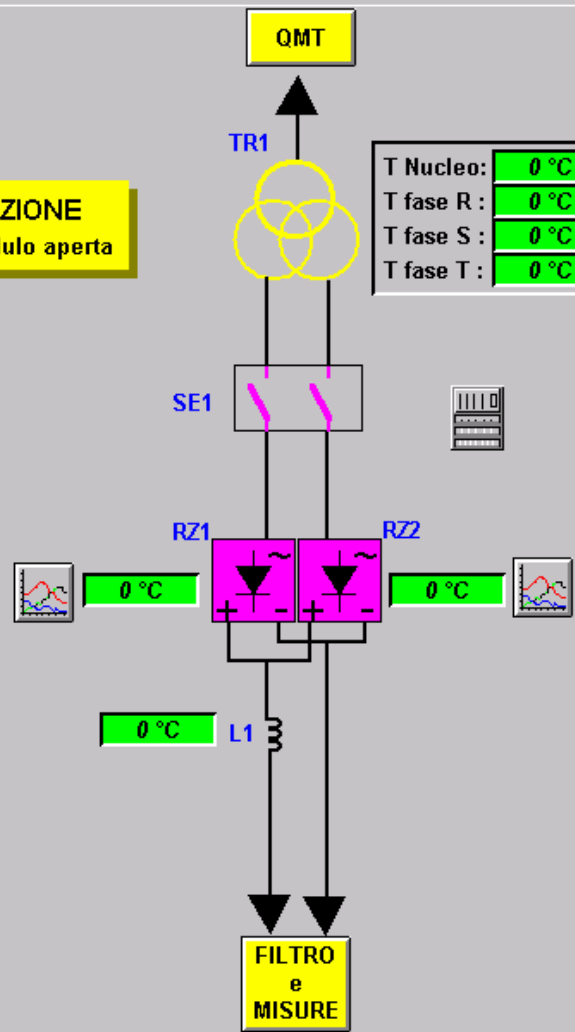 QMT
TR1
T Nucleo: 0 °C
T fase R : 0 °C
T fase S : 0 °C
T fase T : 0 °C
ZIONE
ulo aperta
SE1
RZ1
RZ2
0 °C
0 °C
0 °C
L1
FILTRO
e
MISURE